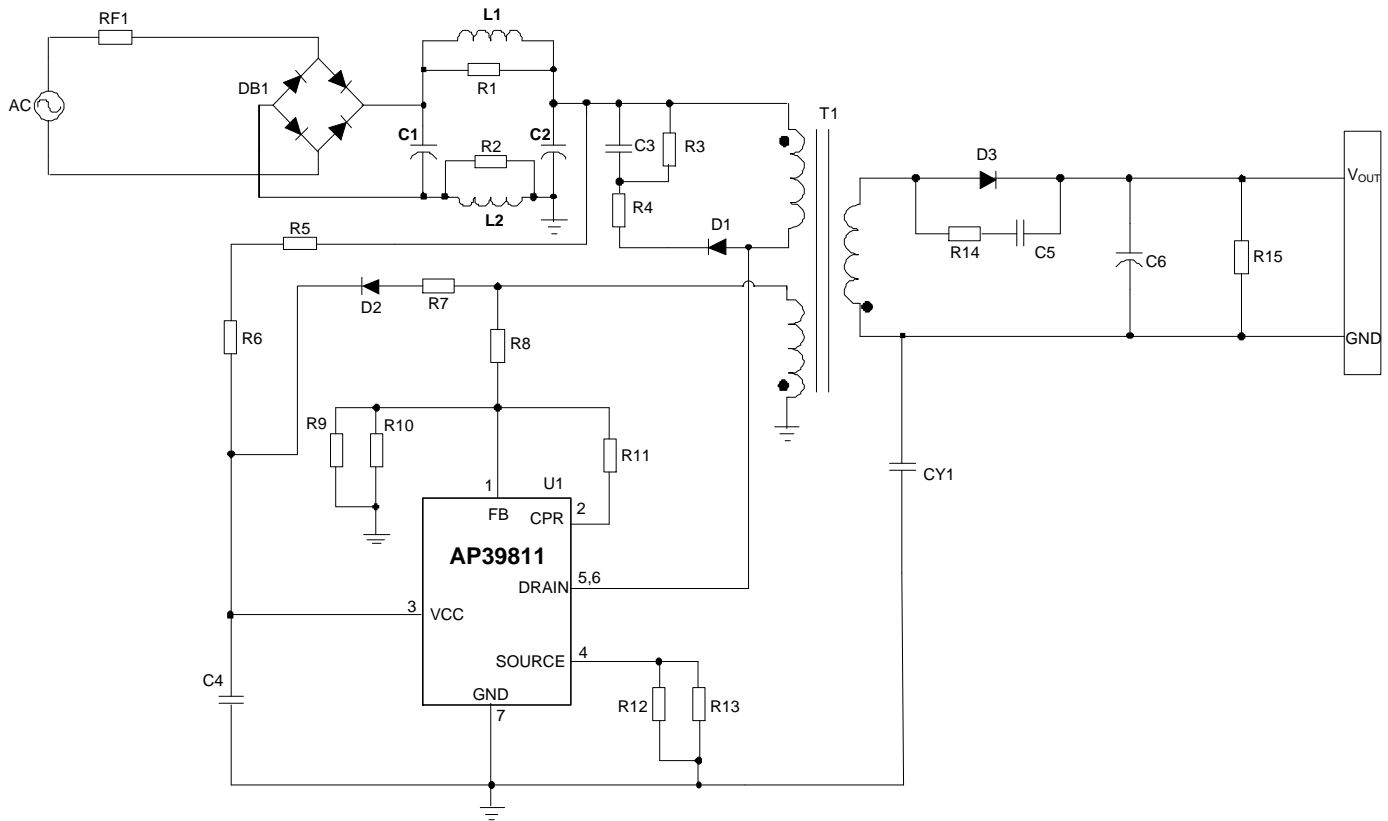 RF1
L1
DB1
R1
AC
T1
C1
C2
R2
C3
R3
D3
VOUT
R4
L2
D1
R5
R14
C5
C6
R15
D2
R7
R6
R8
GND
R9
R10
R11
CY1
1
U1
2
FB
CPR
AP39811
5,6
DRAIN
3
VCC
4
SOURCE
C4
GND
R12
R13
7